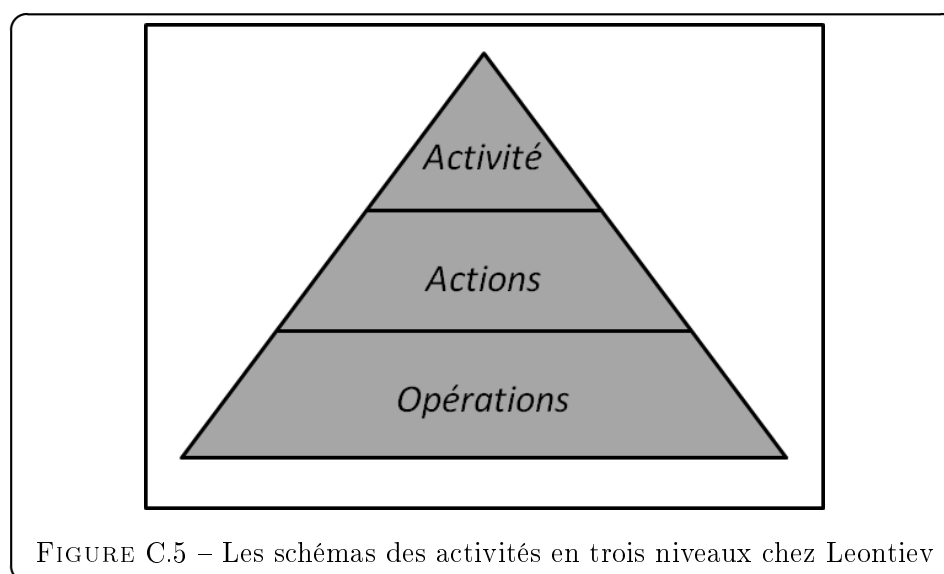 Activité
Actions
Opérations
FIGURE C.5 – Les schémas des activités en trois niveaux chez Leontiev